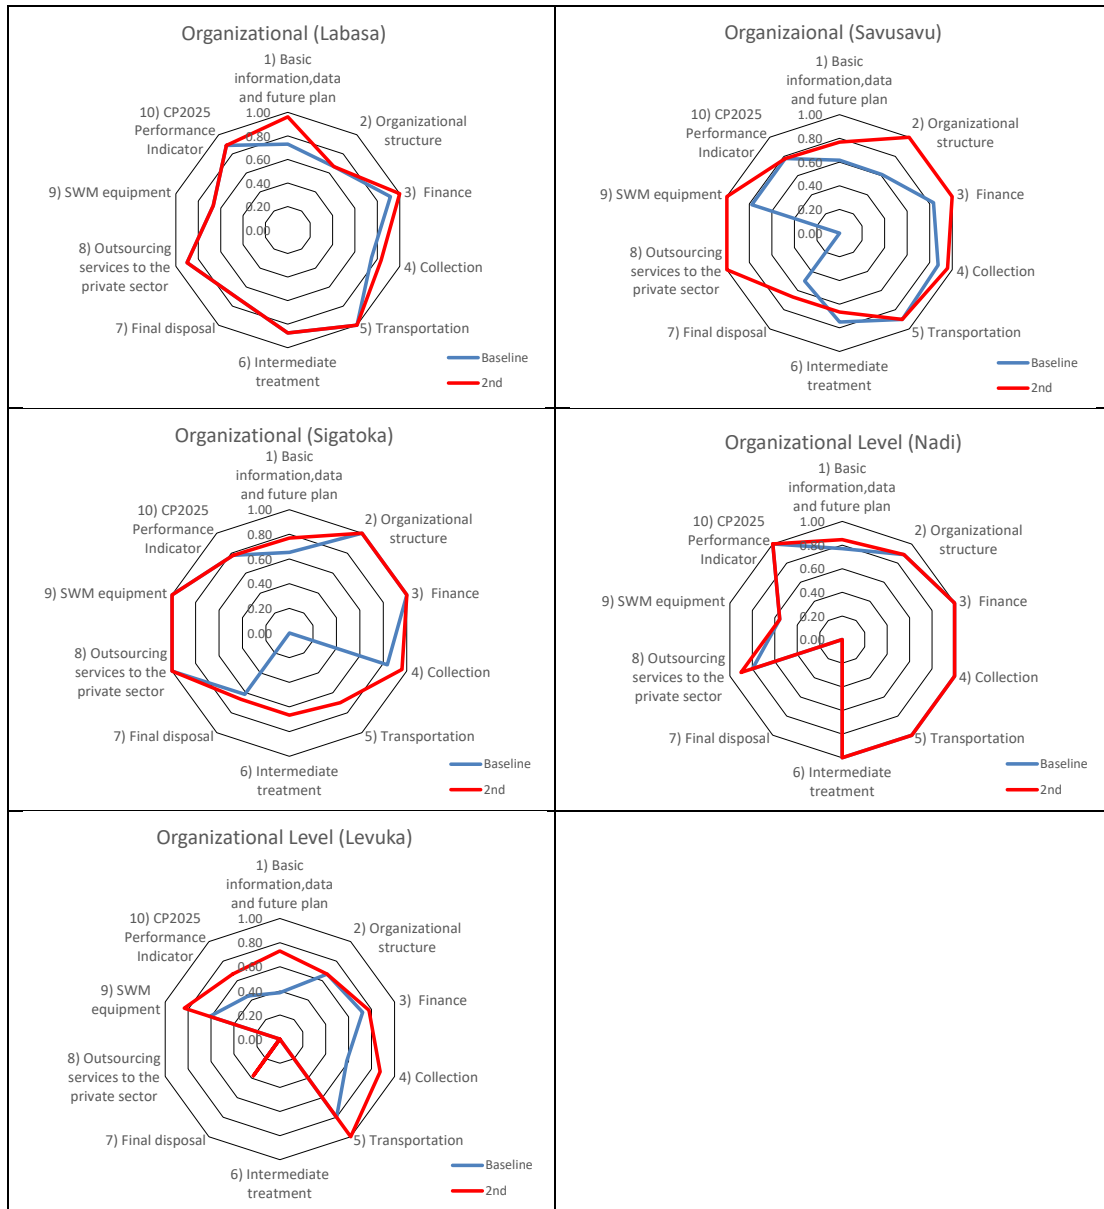 Organizational (Labasa)
1) Basic
information,data
and future plan
2) Organizational
structure
3)  Finance
4) Collection
5) Transportation
6) Intermediate
treatment
7) Final disposal
8) Outsourcing
services to the
private sector
9) SWM equipment
10) CP2025
Performance
Indicator
1.00
0.80
0.60
0.40
0.20
0.00
Baseline
2nd
Organizaional (Savusavu)
1) Basic
information,data
and future plan
2) Organizational
structure
3)  Finance
4) Collection
5) Transportation
6) Intermediate
treatment
7) Final disposal
8) Outsourcing
services to the
private sector
9) SWM equipment
10) CP2025
Performance
Indicator
1.00
0.80
0.60
0.40
0.20
0.00
Baseline
2nd
Organizational (Sigatoka)
1) Basic
information,data
and future plan
2) Organizational
structure
3)  Finance
4) Collection
5) Transportation
6) Intermediate
treatment
7) Final disposal
8) Outsourcing
services to the
private sector
9) SWM equipment
10) CP2025
Performance
Indicator
1.00
0.80
0.60
0.40
0.20
0.00
Baseline
2nd
Organizational Level (Nadi)
1) Basic
information,data
and future plan
2) Organizational
structure
3)  Finance
4) Collection
5) Transportation
6) Intermediate
treatment
7) Final disposal
8) Outsourcing
services to the
private sector
9) SWM equipment
10) CP2025
Performance
Indicator
1.00
0.80
0.60
0.40
0.20
0.00
Baseline
2nd
Organizational Level (Levuka)
1) Basic
information,data
and future plan
2) Organizational
structure
3)  Finance
4) Collection
5) Transportation
6) Intermediate
treatment
7) Final disposal
8) Outsourcing
services to the
private sector
9) SWM
equipment
10) CP2025
Performance
Indicator
1.00
0.80
0.60
0.40
0.20
0.00
Baseline
2nd